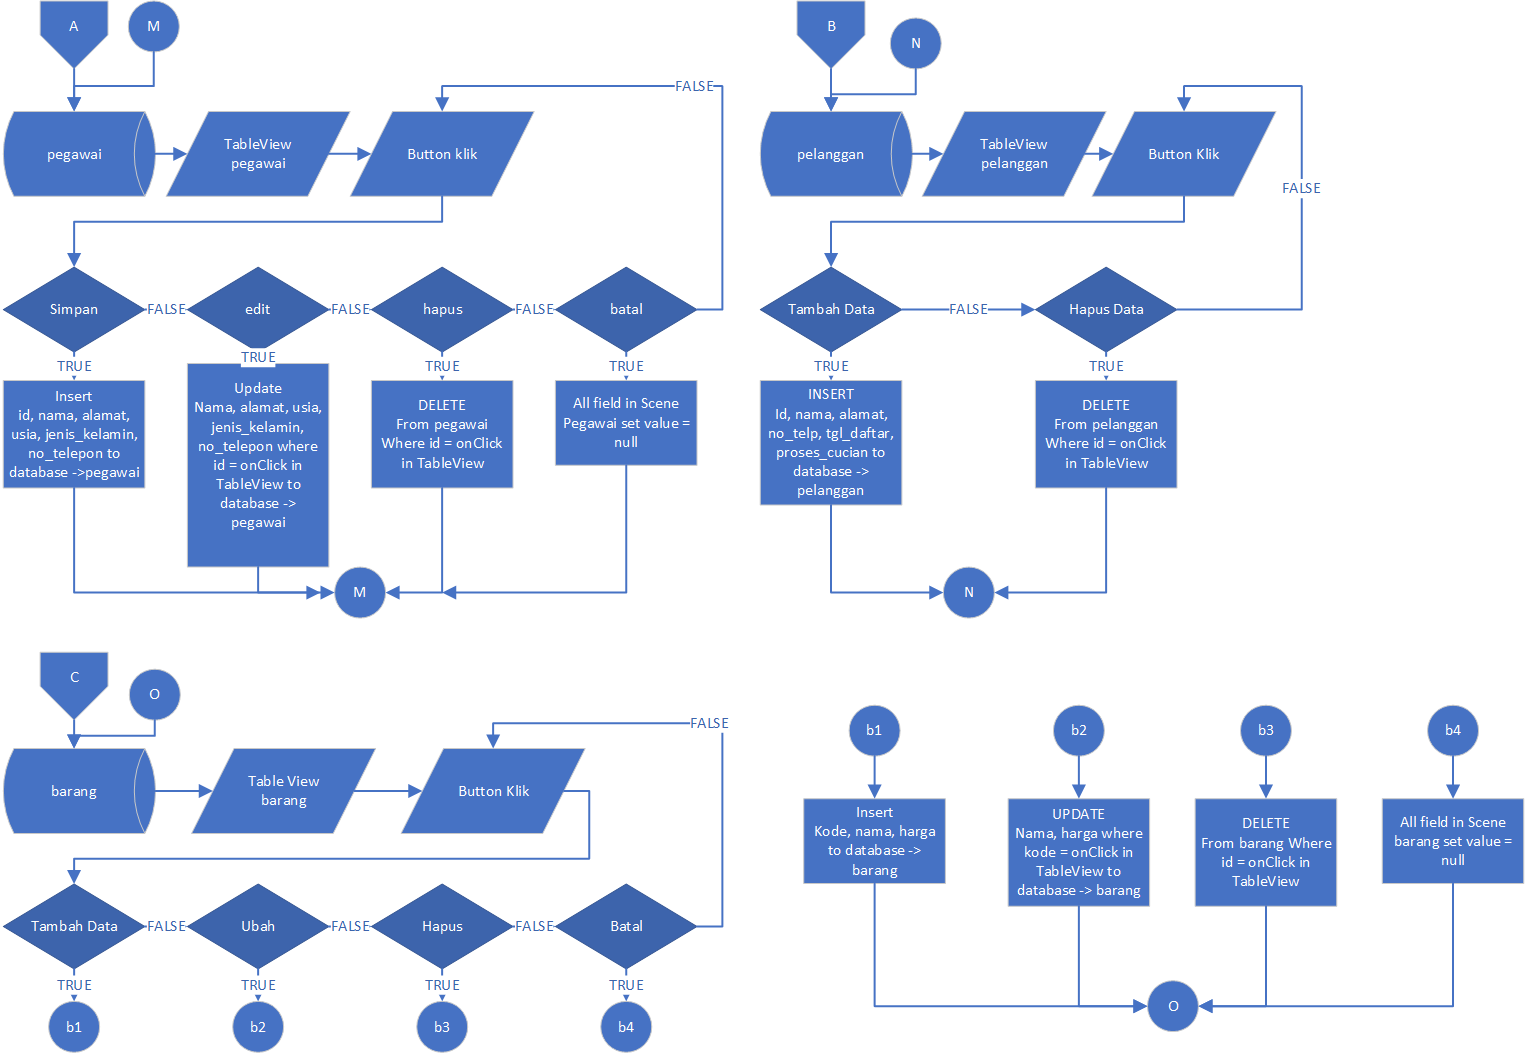 A
M
FALSE
pegawai
TableView
pegawai
Button klik
Simpan
FALSE
edit
FALSE
hapus
FALSE
batal
TRUE
TRUE
TRUE
TRUE
Insert
id, nama, alamat,
usia, jenis_kelamin,
no_telepon to
database ->pegawai
Update
Nama, alamat, usia,
jenis_kelamin,
no_telepon where
id = onClick in
TableView to
database ->
pegawai
DELETE
From pegawai
Where id = onClick
in TableView
All field in Scene
Pegawai set value =
null
M
B
N
pelanggan
TableView
pelanggan
Button Klik
FALSE
Tambah Data
FALSE
Hapus Data
TRUE
TRUE
INSERT
Id, nama, alamat,
no_telp, tgl_daftar,
proses_cucian to
database ->
pelanggan
DELETE
From pelanggan
Where id = onClick
in TableView
N
C
O
FALSE
barang
Table View
barang
Button Klik
Tambah Data
FALSE
Ubah
FALSE
Hapus
FALSE
Batal
TRUE
TRUE
TRUE
TRUE
b1
b2
b3
b4
b1
b2
b3
b4
Insert
Kode, nama, harga
to database ->
barang
UPDATE
Nama, harga where
kode = onClick in
TableView to
database -> barang
DELETE
From barang Where
id = onClick in
TableView
All field in Scene
barang set value =
null
O